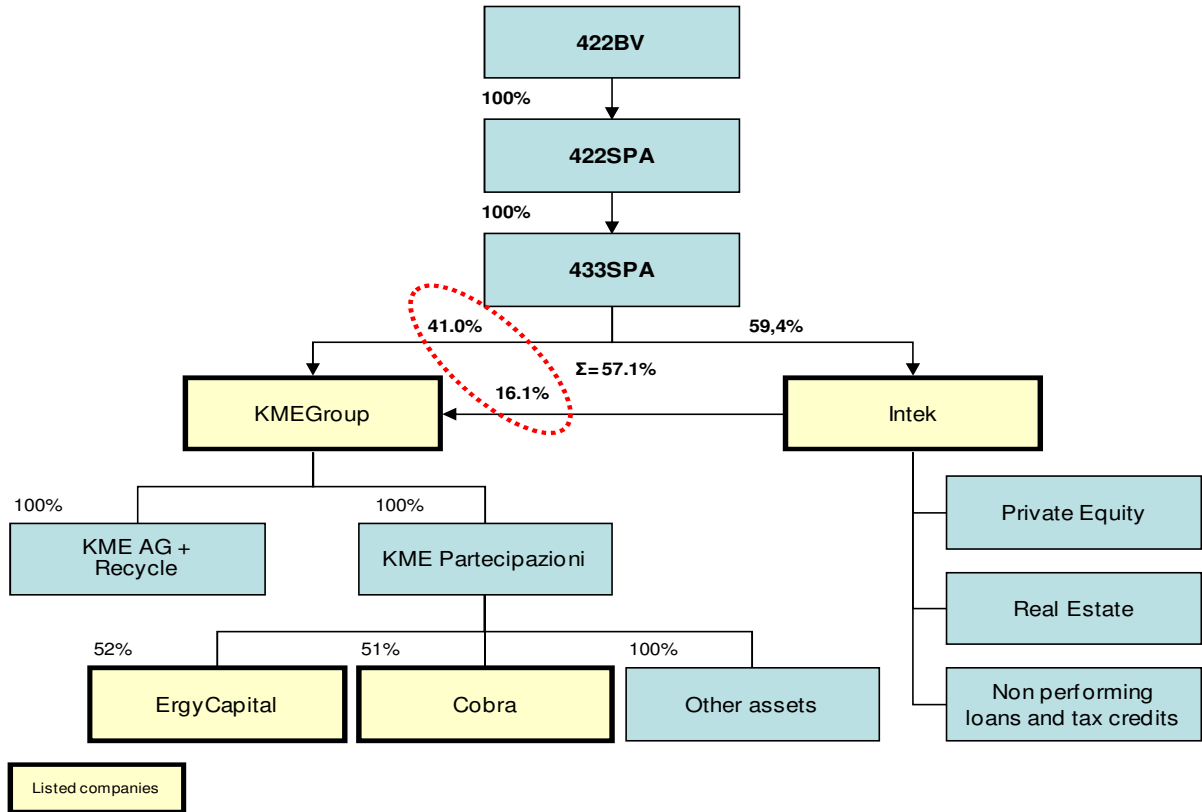 422BV
100%
422SPA
100%
433SPA
41.0%
59,4%
Σ= 57.1%
16.1%
KMEGroup
Intek
100%
100%
KME AG +
Recycle
KME Partecipazioni
Private Equity
Real Estate
52%
51%
100%
ErgyCapital
Cobra
Other assets
Non performing
loans and tax credits
Listed companies